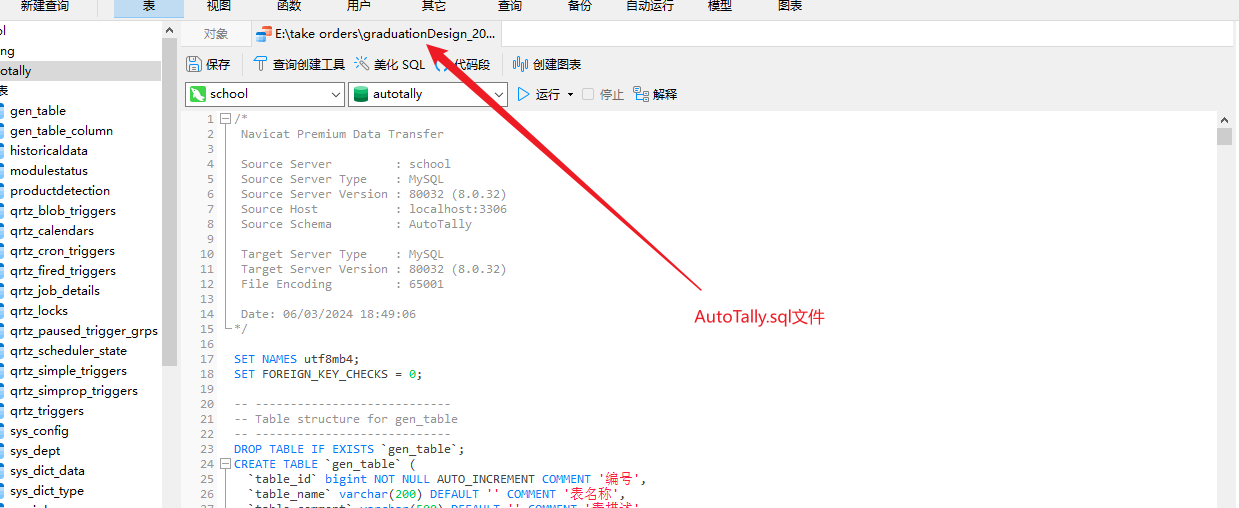 新建查询 表 视图 函数 用户 其它 查询 备份 自动运行 模型 图表
对象 E:\take orders\graduationDesign_20...
保存 查询创建工具 美化 SQL 代码段 创建图表
school autotally 运行 停止 解释
ol
ng
otally
表
gen_table
gen_table_column
historicaldata
modulestatus
productdetection
qrtz_blob_triggers
qrtz_calendars
qrtz_cron_triggers
qrtz_fired_triggers
qrtz_job_details
qrtz_locks
qrtz_paused_trigger_grps
qrtz_scheduler_state
qrtz_simple_triggers
qrtz_simprop_triggers
qrtz_triggers
sys_config
sys_dept
sys_dict_data
sys_dict_type
1 /*
2 Navicat Premium Data Transfer
3
4 Source Server : school
5 Source Server Type : MySQL
6 Source Server Version : 80032 (8.0.32)
7 Source Host : localhost:3306
8 Source Schema : AutoTally
9
10 Target Server Type : MySQL
11 Target Server Version : 80032 (8.0.32)
12 File Encoding : 65001
13
14 Date: 06/03/2024 18:49:06
15 */
16
17 SET NAMES utf8mb4;
18 SET FOREIGN_KEY_CHECKS = 0;
19
20 -- ----------------------------
21 -- Table structure for gen_table
22 -- ----------------------------
23 DROP TABLE IF EXISTS `gen_table`;
24 CREATE TABLE `gen_table` (
25 `table_id` bigint NOT NULL AUTO_INCREMENT COMMENT '编号',
26 `table_name` varchar(200) DEFAULT '' COMMENT '表名称',
`table_comment` varchar(500) DEFAULT '' COMMENT '表描述'
AutoTally.sql文件